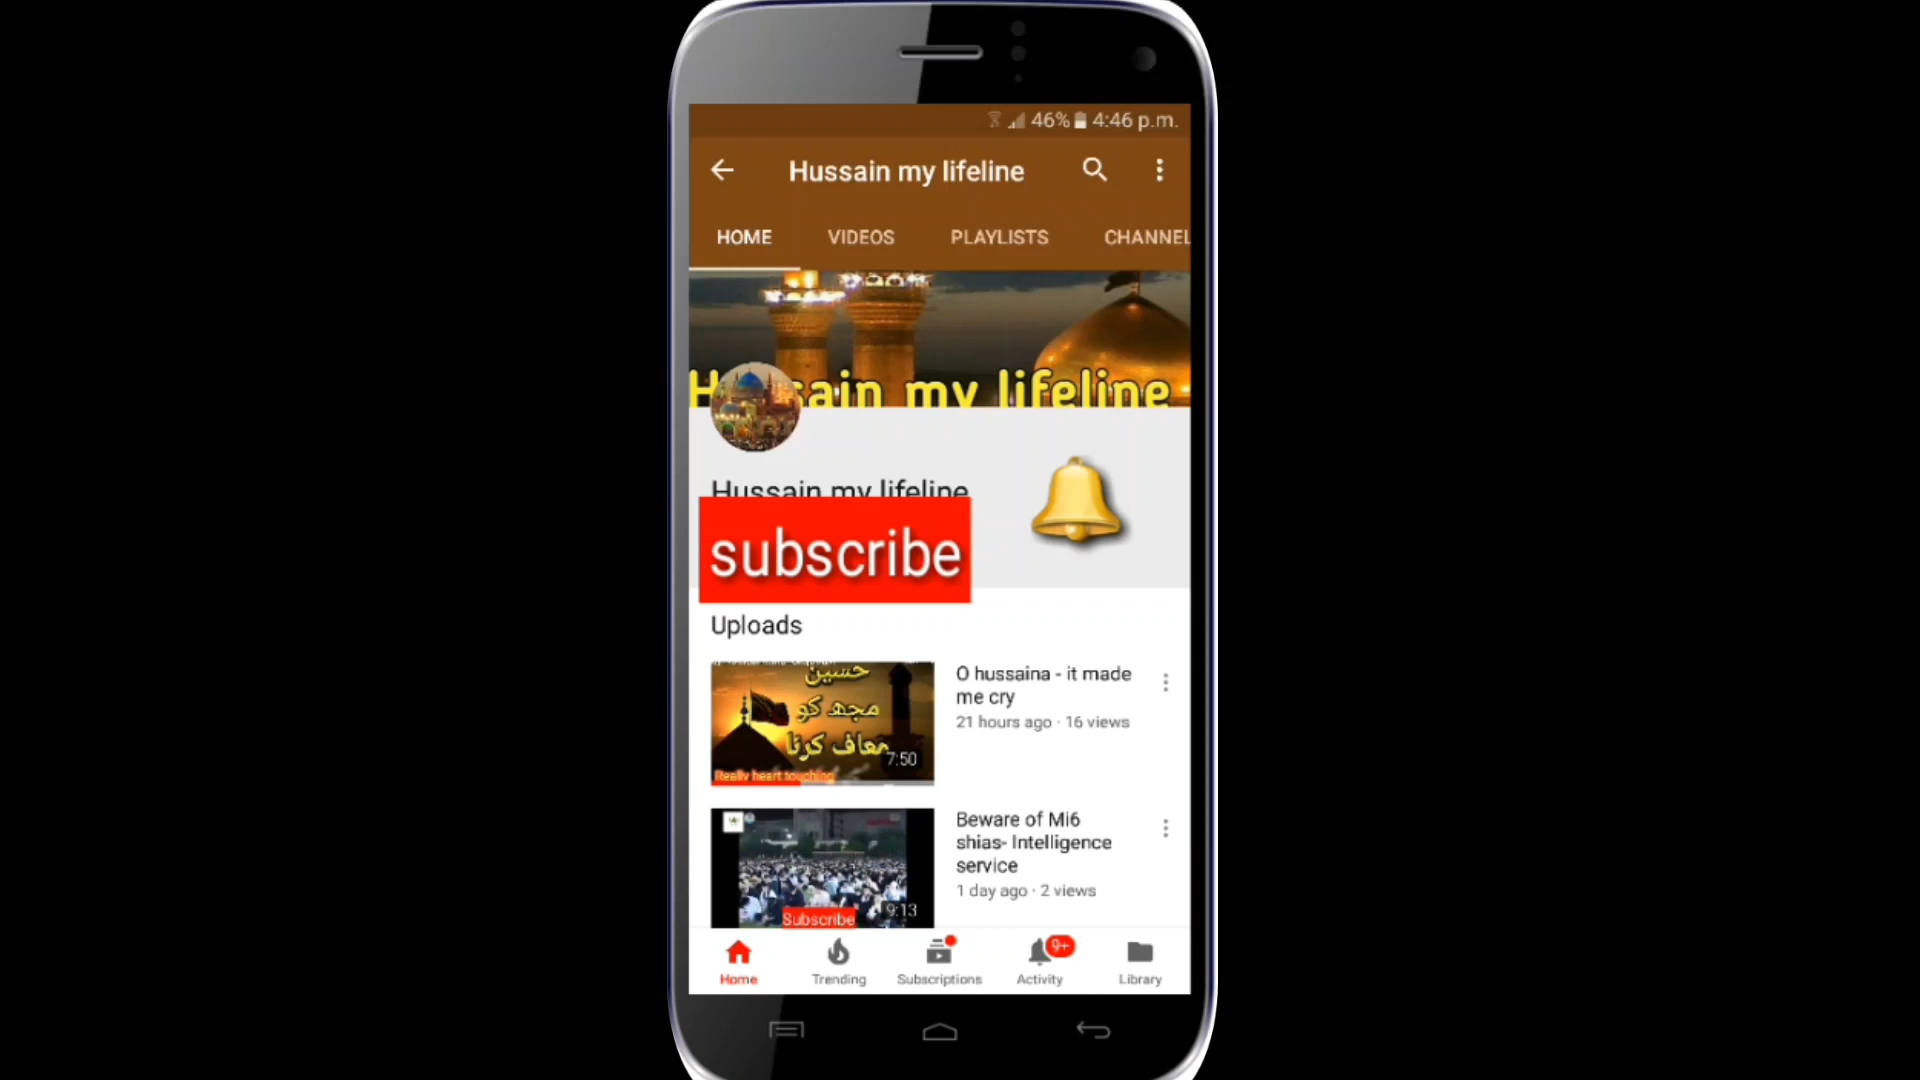 46% 4:46 p.m.
Hussain my lifeline
HOME VIDEOS PLAYLISTS CHANNEL
sain my lifeline
Hussain my lifeline
subscribe
Uploads
حسین
مجھ کو
معاف کرنا
7:50
Really heart touching
O hussaina - it made
me cry
21 hours ago · 16 views
Subscribe
9:13
Beware of Mi6
shias- Intelligence
service
1 day ago · 2 views
9+
Home Trending Subscriptions Activity Library